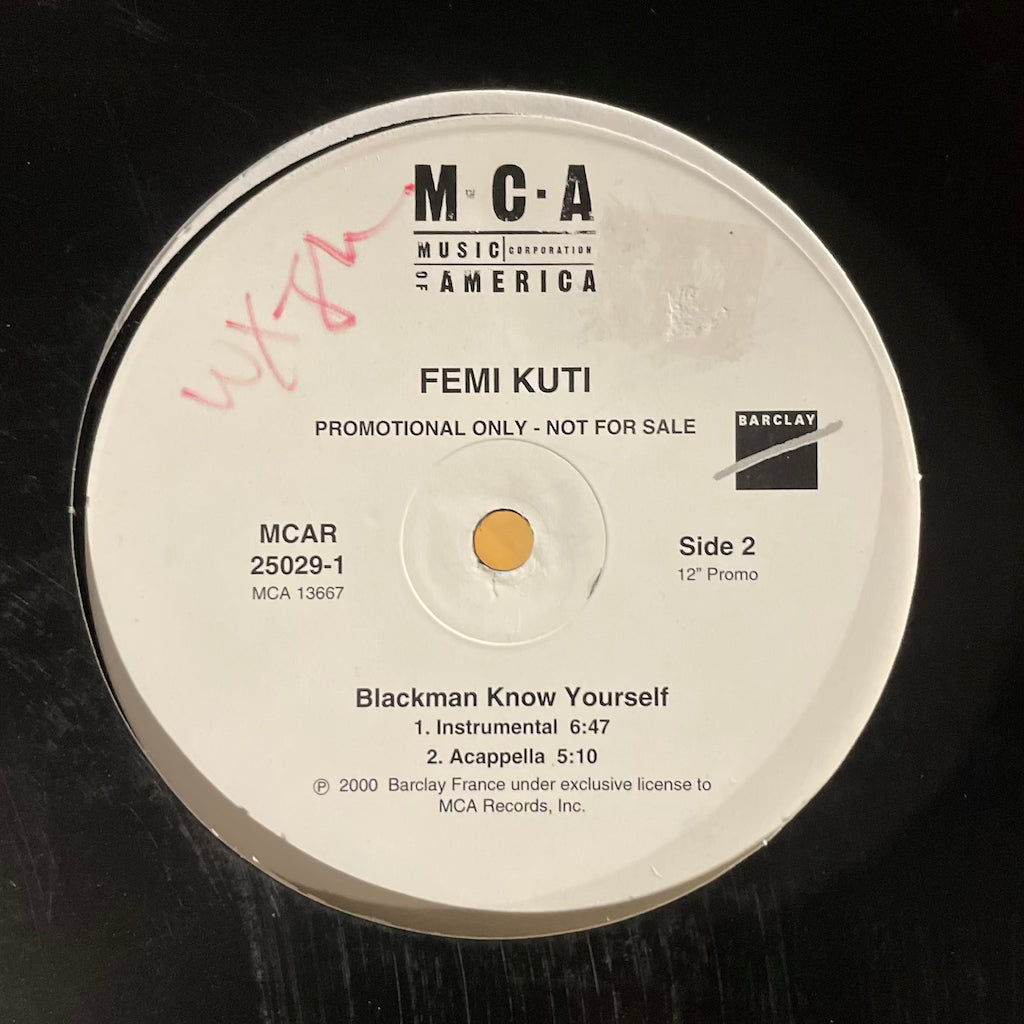 M·C·A
MUSIC CORPORATION
OF AMERICA
FEMI KUTI
PROMOTIONAL ONLY - NOT FOR SALE
BARCLAY
MCAR
25029-1
MCA 13667
Side 2
12" Promo
Blackman Know Yourself
1. Instrumental 6:47
2. Acappella 5:10
℗ 2000 Barclay France under exclusive license to
MCA Records, Inc.